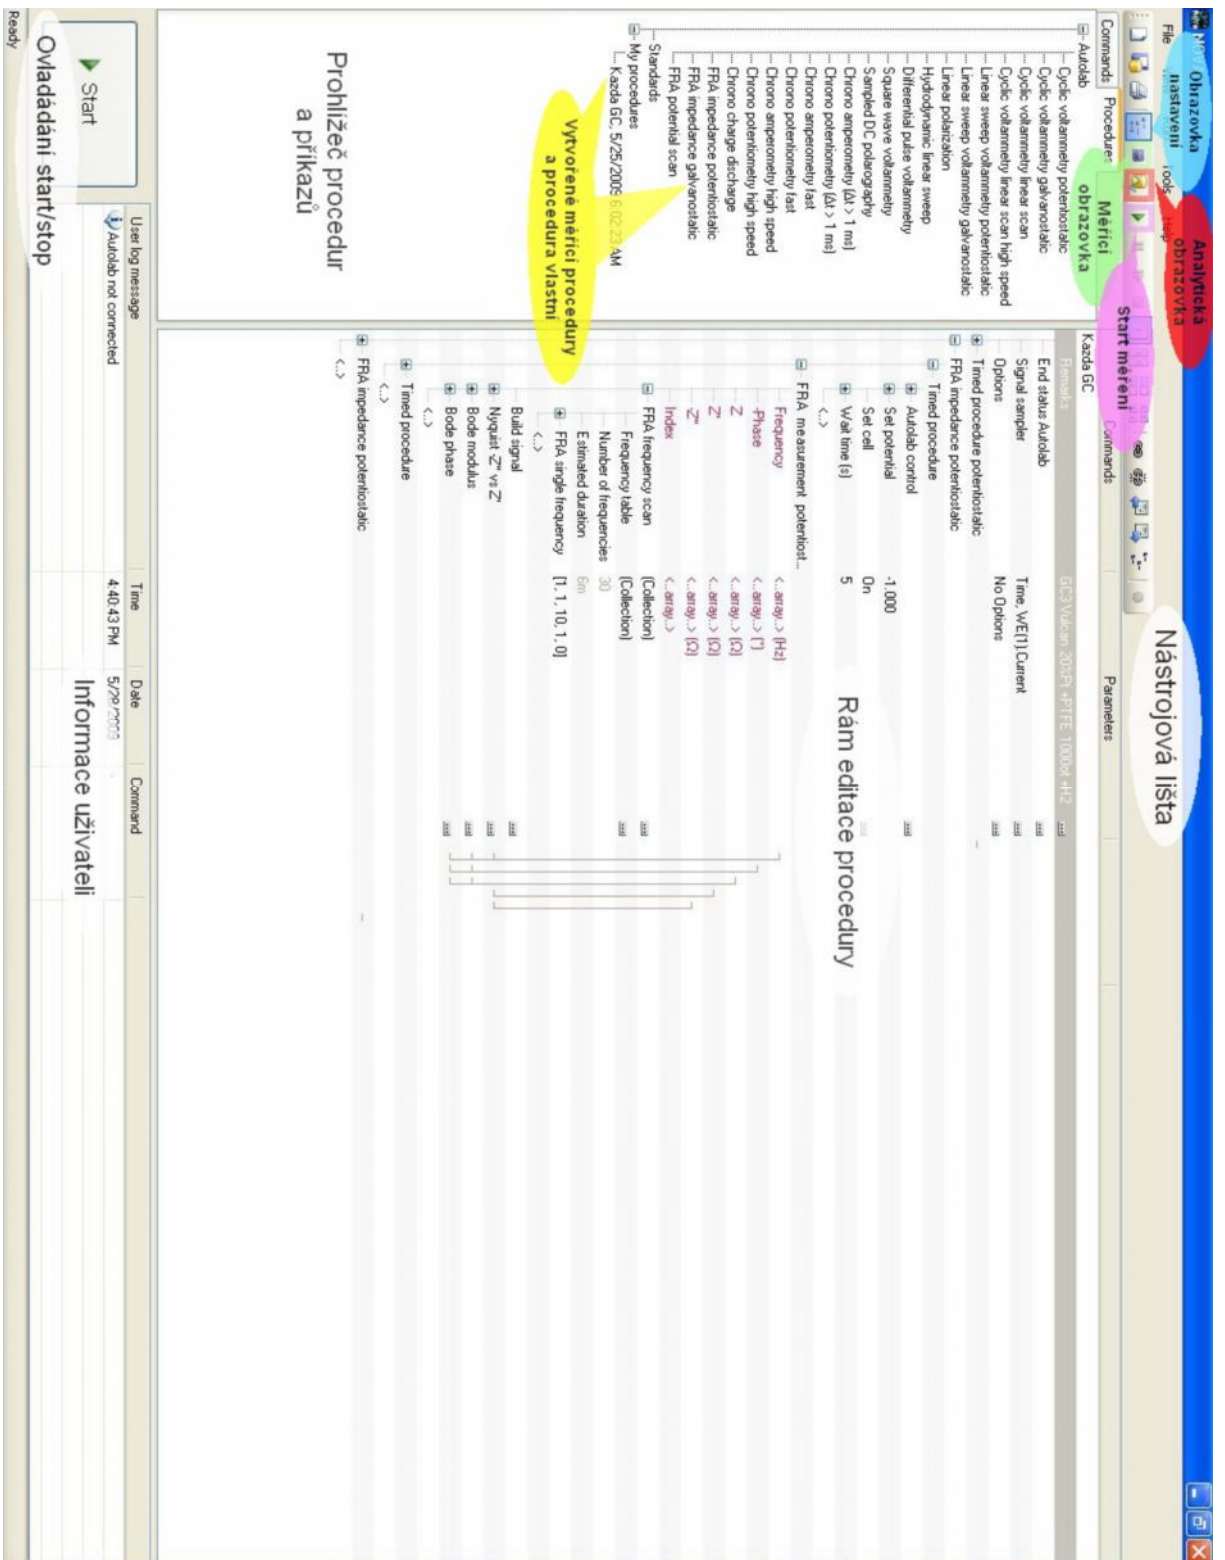 NOVA
Obrazovka
nastavení
Analytická
obrazovka
File
Tools
Help
Měřící
obrazovka
Start měření
Nástrojová lišta
Commands
Procedures
Autolab
Cyclic voltammetry potentiostatic
Cyclic voltammetry galvanostatic
Cyclic voltammetry linear scan
Cyclic voltammetry linear scan high speed
Linear sweep voltammetry potentiostatic
Linear sweep voltammetry galvanostatic
Linear polarization
Hydrodynamic linear sweep
Differential pulse voltammetry
Square wave voltammetry
Sampled DC polarography
Chrono amperometry (Δt > 1 ms)
Chrono potentiometry (Δt > 1 ms)
Chrono amperometry fast
Chrono potentiometry fast
Chrono amperometry high speed
Chrono potentiometry high speed
Chrono charge discharge
FRA impedance potentiostatic
FRA impedance galvanostatic
FRA potential scan
Standards
My procedures
Kazda GC, 5/25/2009 6:02:23 AM
Vytvořené měřící procedury
a procedura vlastní
Prohlížeč procedur
a příkazů
Commands
Parameters
Kazda GC
Remarks GC3 Vulcan 20%Pt +PTFE 1000ot +H2
End status Autolab
Signal sampler Time, WE(1).Current
Options No Options
Timed procedure potentiostatic
FRA impedance potentiostatic
Timed procedure
Autolab control
Set potential -1.000
Set cell On
Wait time (s) 5
<..>
Rám editace procedury
FRA measurement potentiost...
Frequency <..array..> (Hz)
-Phase <..array..> (°)
Z <..array..> (Ω)
Z' <..array..> (Ω)
-Z'' <..array..> (Ω)
Index <..array..>
FRA frequency scan (Collection)
Frequency table (Collection)
Number of frequencies 30
Estimated duration 6m
FRA single frequency [1, 1, 10, 1, 0]
<..>
Build signal
Nyquist -Z'' vs Z'
Bode modulus
Bode phase
<..>
Timed procedure
<..>
FRA impedance potentiostatic
<..>
User log message Time Date Command
Autolab not connected 4:40:43 PM 5/28/2009 -
Informace uživateli
Start
Ovladádání start/stop
Ready